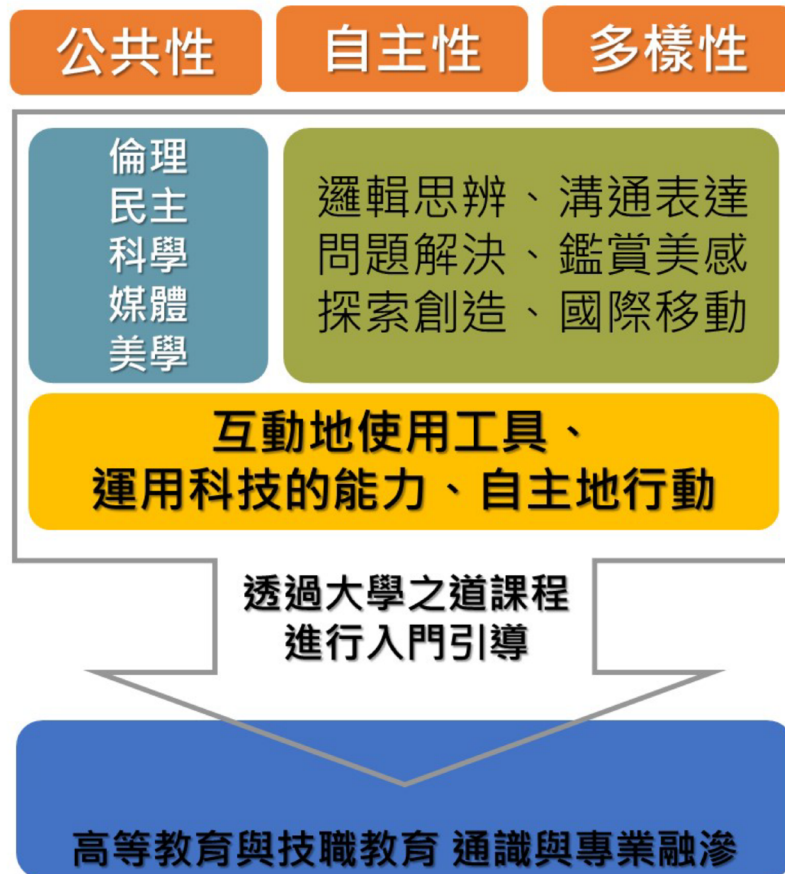 公共性
自主性
多樣性
倫理
民主
科學
媒體
美學
邏輯思辨、溝通表達
問題解決、鑑賞美感
探索創造、國際移動
互動地使用工具、
運用科技的能力、自主地行動
透過大學之道課程
進行入門引導
高等教育與技職教育 通識與專業融滲